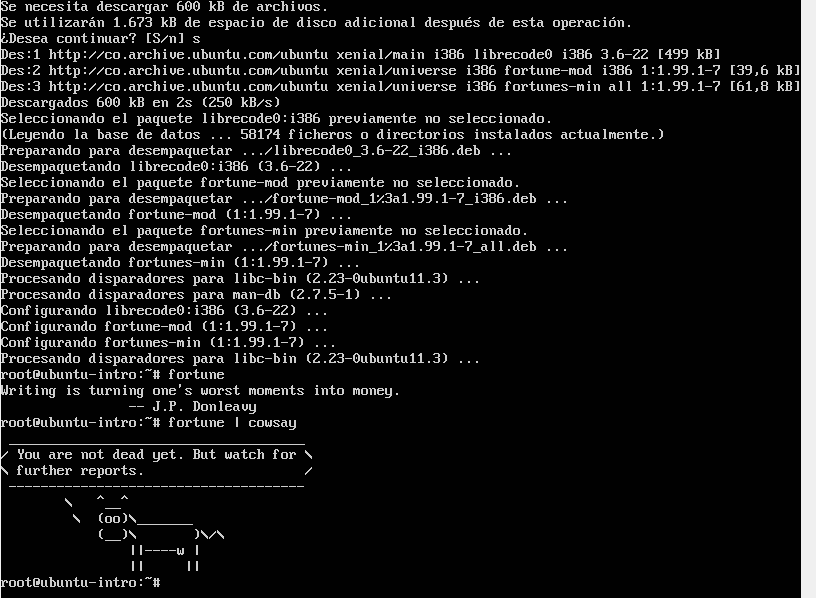 Se necesita descargar 600 kB de archivos.
Se utilizarán 1.673 kB de espacio de disco adicional después de esta operación.
¿Desea continuar? [S/n] s
Des:1 http://co.archive.ubuntu.com/ubuntu xenial/main i386 librecode0 i386 3.6-22 [499 kB]
Des:2 http://co.archive.ubuntu.com/ubuntu xenial/universe i386 fortune-mod i386 1:1.99.1-7 [39,6 kB]
Des:3 http://co.archive.ubuntu.com/ubuntu xenial/universe i386 fortunes-min all 1:1.99.1-7 [61,8 kB]
Descargados 600 kB en 2s (250 kB/s)
Seleccionando el paquete librecode0:i386 previamente no seleccionado.
(Leyendo la base de datos ... 58174 ficheros o directorios instalados actualmente.)
Preparando para desempaquetar .../librecode0_3.6-22_i386.deb ...
Desempaquetando librecode0:i386 (3.6-22) ...
Seleccionando el paquete fortune-mod previamente no seleccionado.
Preparando para desempaquetar .../fortune-mod_1%3a1.99.1-7_i386.deb ...
Desempaquetando fortune-mod (1:1.99.1-7) ...
Seleccionando el paquete fortunes-min previamente no seleccionado.
Preparando para desempaquetar .../fortunes-min_1%3a1.99.1-7_all.deb ...
Desempaquetando fortunes-min (1:1.99.1-7) ...
Procesando disparadores para libc-bin (2.23-0ubuntu11.3) ...
Procesando disparadores para man-db (2.7.5-1) ...
Configurando librecode0:i386 (3.6-22) ...
Configurando fortune-mod (1:1.99.1-7) ...
Configurando fortunes-min (1:1.99.1-7) ...
Procesando disparadores para libc-bin (2.23-0ubuntu11.3) ...
root@ubuntu-intro:~# fortune
Writing is turning one's worst moments into money.
                -- J.P. Donleavy
root@ubuntu-intro:~# fortune | cowsay
 _____________________________________
/ You are not dead yet. But watch for \
\ further reports.                    /
 -------------------------------------
        \   ^__^
         \  (oo)\_______
            (__)\       )\/\
                ||----w |
                ||     ||
root@ubuntu-intro:~#